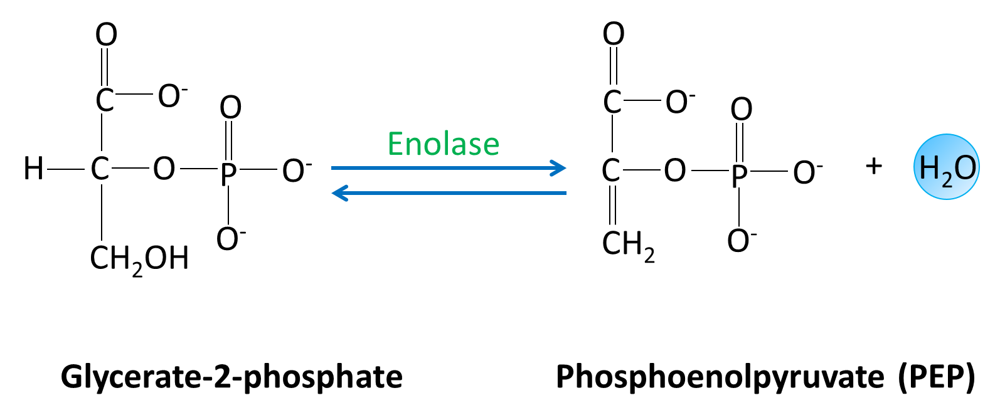 O O
C O⁻ O C O⁻ O
Enolase
H C O P O⁻ C O P O⁻ + H₂O
O⁻ CH₂ O⁻
CH₂OH
Glycerate-2-phosphate Phosphoenolpyruvate (PEP)